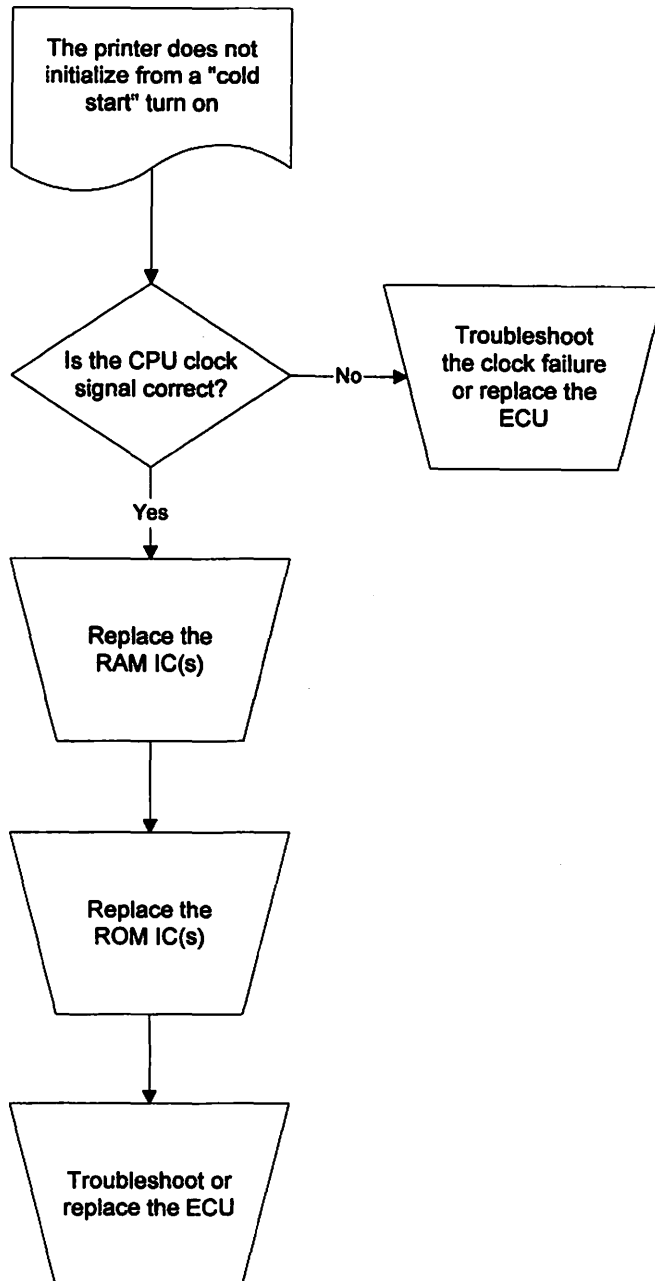 The printer does not
initialize from a "cold
start" turn on
Is the CPU clock
signal correct?
No
Troubleshoot
the clock failure
or replace the
ECU
Yes
Replace the
RAM IC(s)
Replace the
ROM IC(s)
Troubleshoot or
replace the ECU